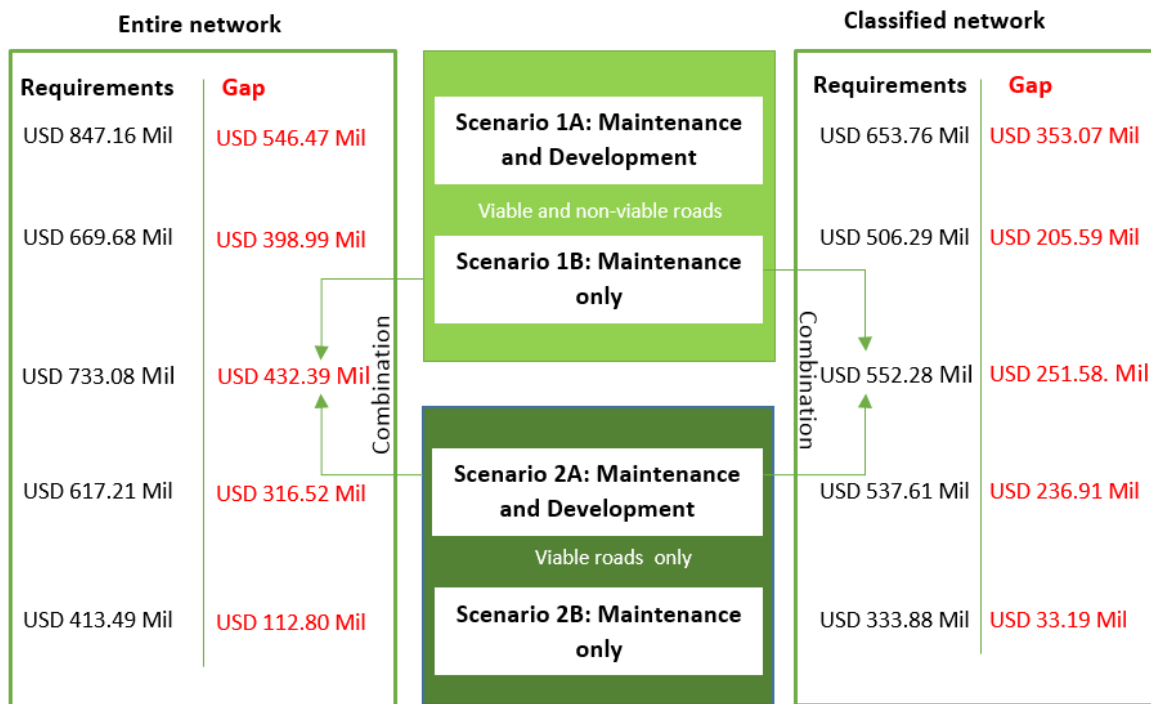 Entire network
Classified network
Requirements
Gap
USD 847.16 Mil
USD 546.47 Mil
USD 669.68 Mil
USD 398.99 Mil
USD 733.08 Mil
USD 432.39 Mil
USD 617.21 Mil
USD 316.52 Mil
USD 413.49 Mil
USD 112.80 Mil
Combination
Scenario 1A: Maintenance
and Development
Viable and non-viable roads
Scenario 1B: Maintenance
only
Scenario 2A: Maintenance
and Development
Viable roads only
Scenario 2B: Maintenance
only
Combination
Requirements
Gap
USD 653.76 Mil
USD 353.07 Mil
USD 506.29 Mil
USD 205.59 Mil
USD 552.28 Mil
USD 251.58. Mil
USD 537.61 Mil
USD 236.91 Mil
USD 333.88 Mil
USD 33.19 Mil